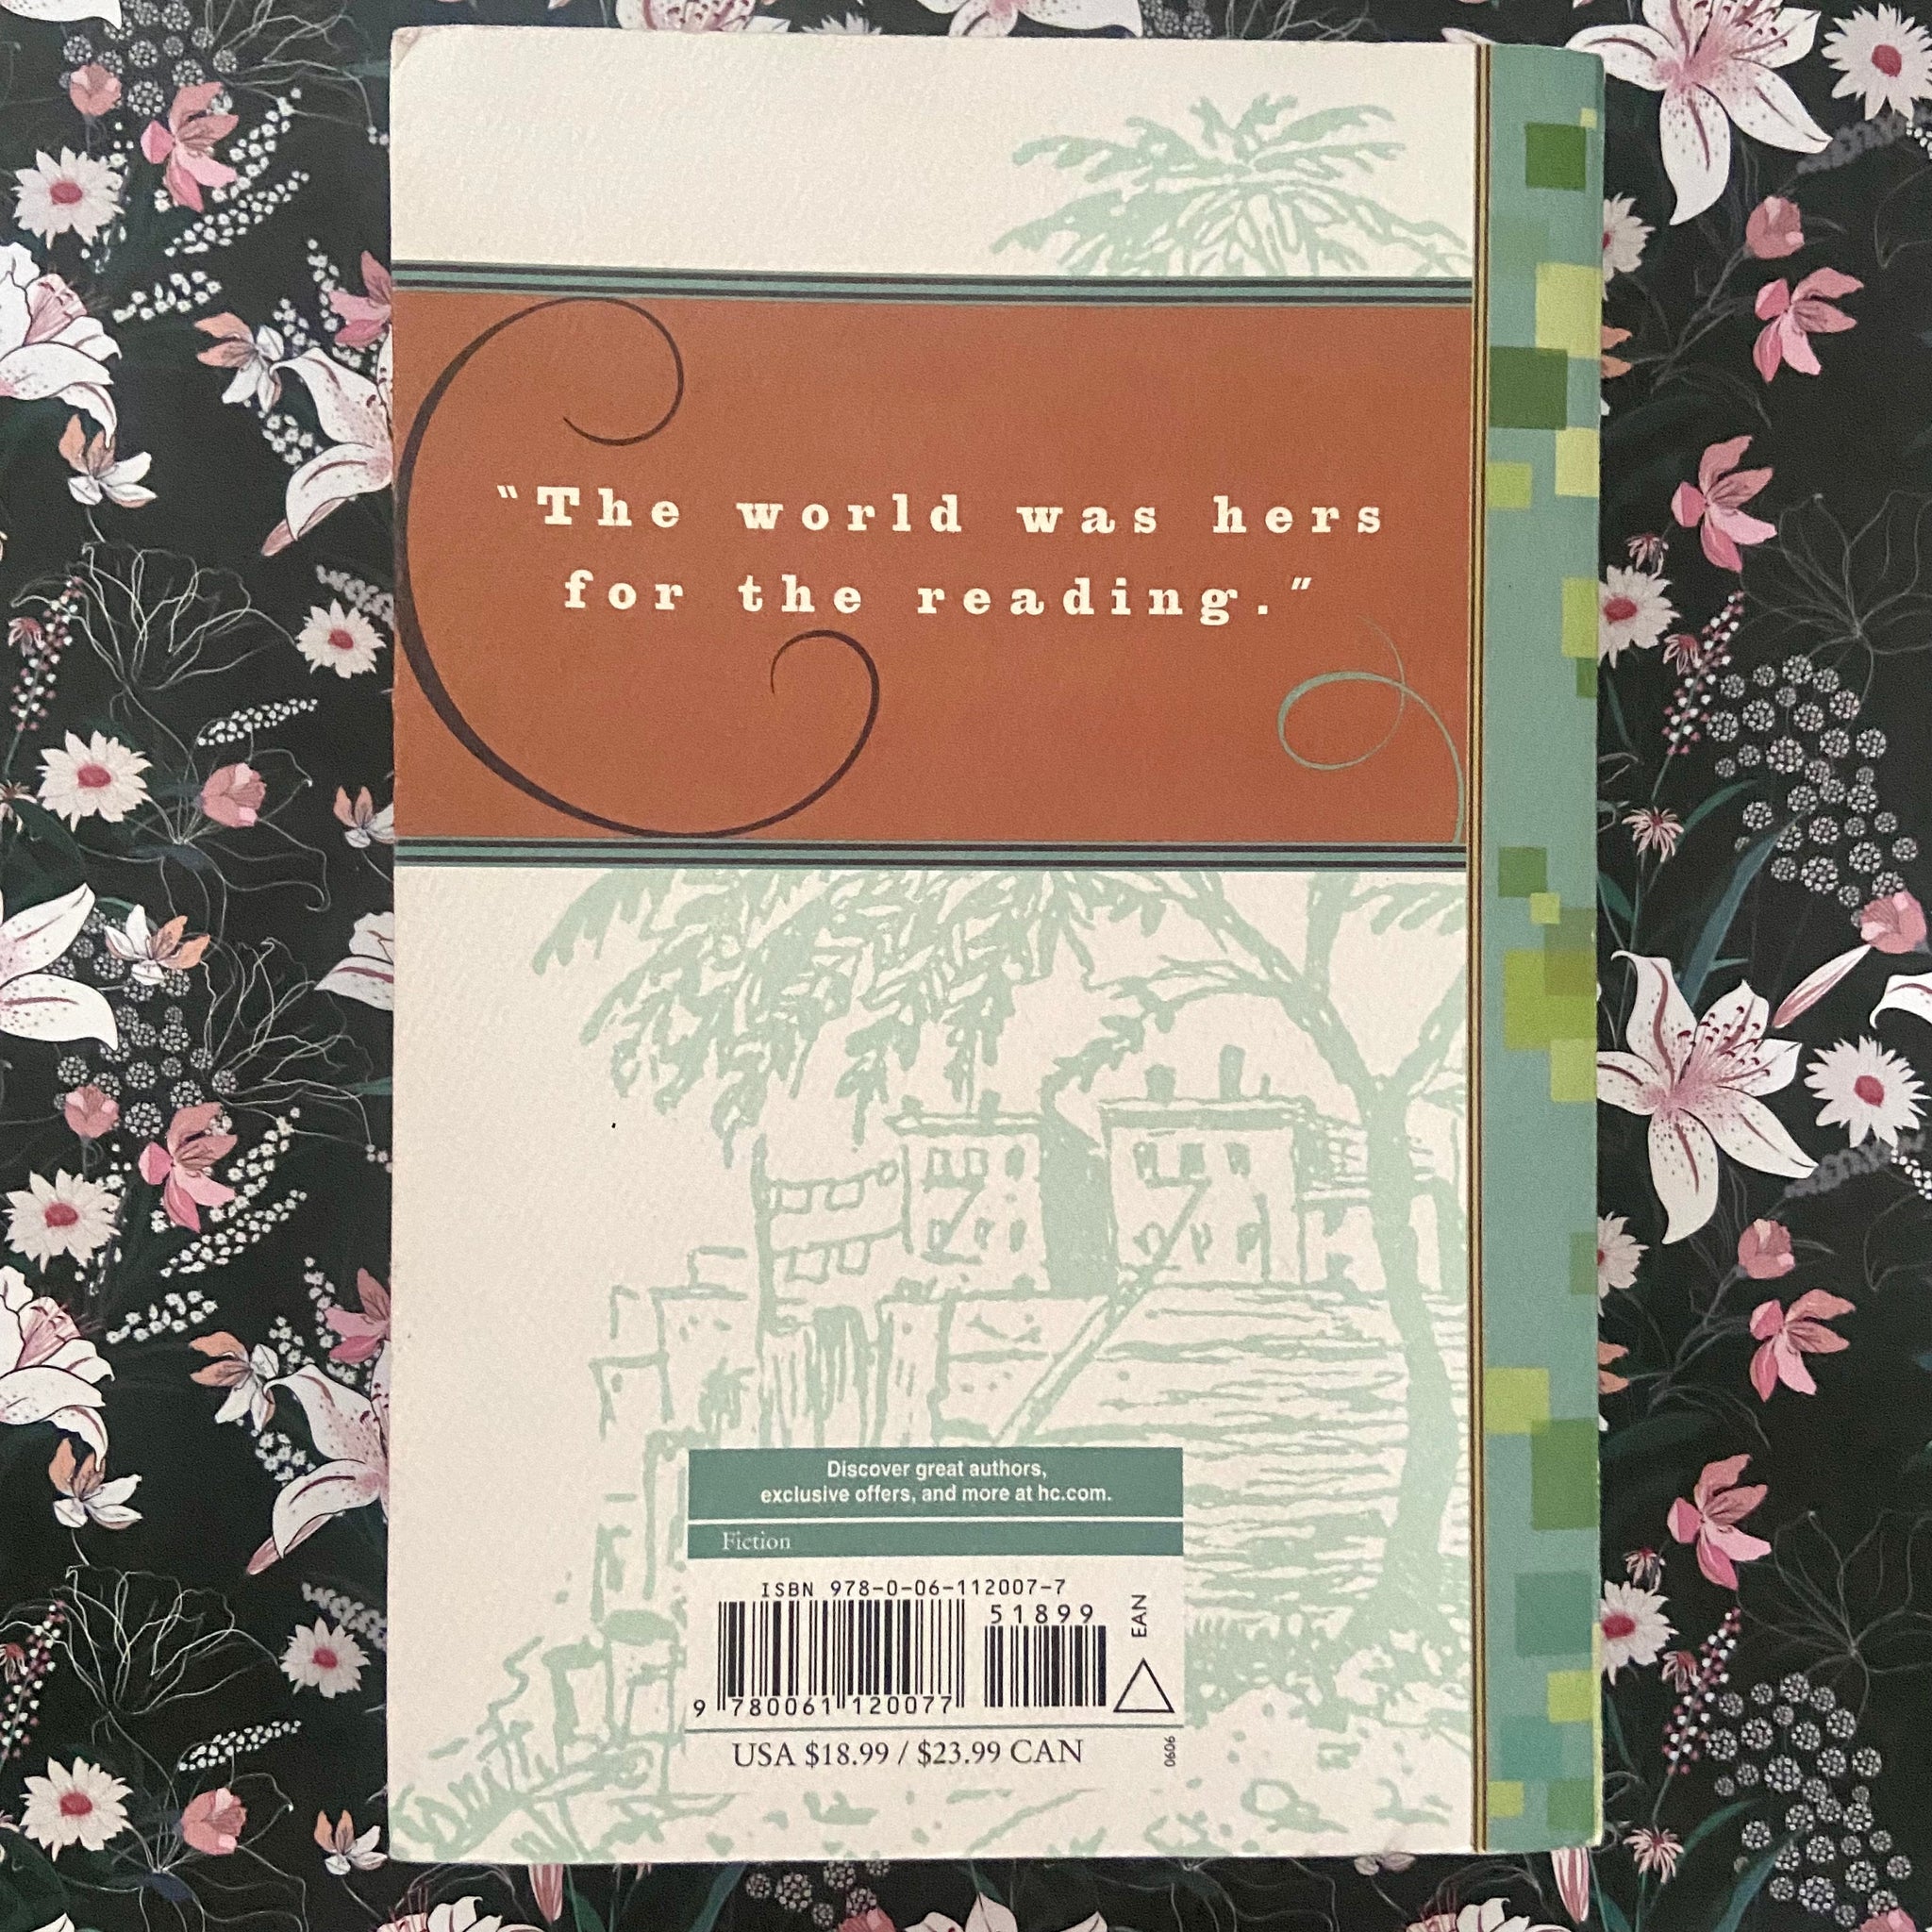 “The world was hers
for the reading.”
Discover great authors,
exclusive offers, and more at hc.com.
Fiction
ISBN 978-0-06-112007-7
51899
EAN
9 780061 120077
USA $18.99 / $23.99 CAN
0606